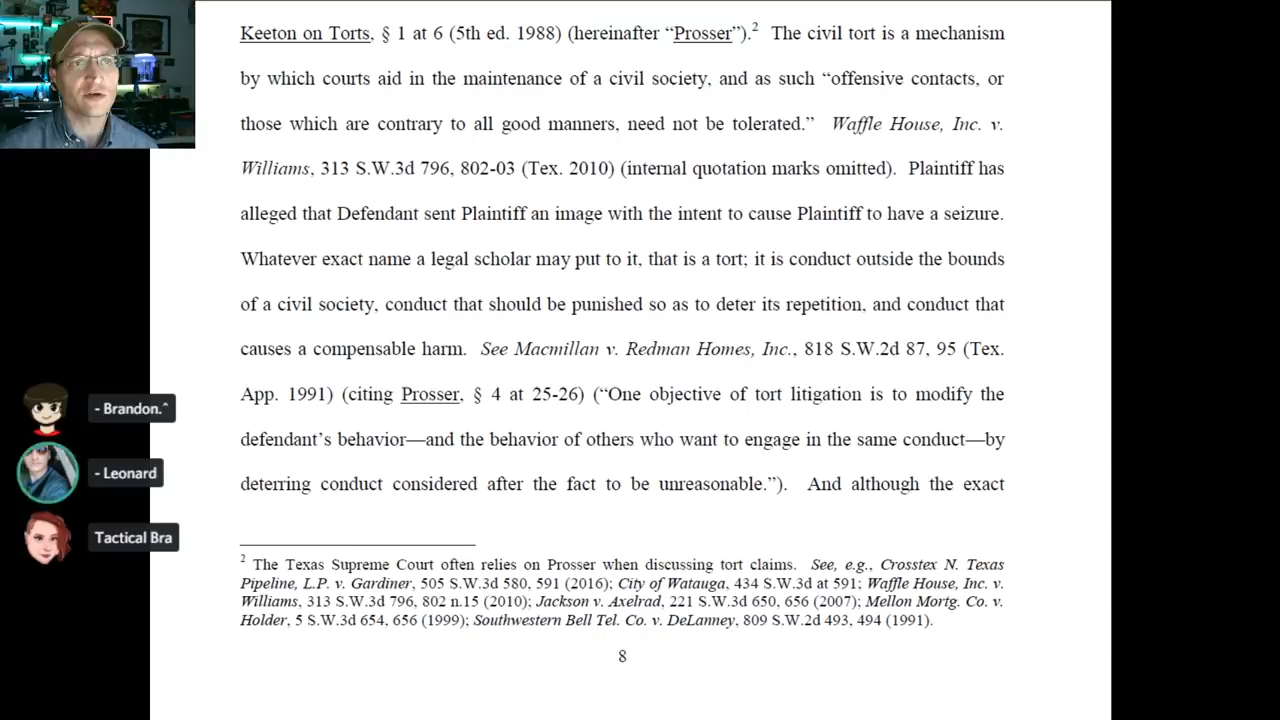 Keeton on Torts, § 1 at 6 (5th ed. 1988) (hereinafter “Prosser”).2 The civil tort is a mechanism
by which courts aid in the maintenance of a civil society, and as such “offensive contacts, or
those which are contrary to all good manners, need not be tolerated.” Waffle House, Inc. v.
Williams, 313 S.W.3d 796, 802-03 (Tex. 2010) (internal quotation marks omitted). Plaintiff has
alleged that Defendant sent Plaintiff an image with the intent to cause Plaintiff to have a seizure.
Whatever exact name a legal scholar may put to it, that is a tort; it is conduct outside the bounds
of a civil society, conduct that should be punished so as to deter its repetition, and conduct that
causes a compensable harm. See Macmillan v. Redman Homes, Inc., 818 S.W.2d 87, 95 (Tex.
App. 1991) (citing Prosser, § 4 at 25-26) (“One objective of tort litigation is to modify the
defendant’s behavior—and the behavior of others who want to engage in the same conduct—by
deterring conduct considered after the fact to be unreasonable.”). And although the exact
2 The Texas Supreme Court often relies on Prosser when discussing tort claims. See, e.g., Crosstex N. Texas
Pipeline, L.P. v. Gardiner, 505 S.W.3d 580, 591 (2016); City of Watauga, 434 S.W.3d at 591; Waffle House, Inc. v.
Williams, 313 S.W.3d 796, 802 n.15 (2010); Jackson v. Axelrad, 221 S.W.3d 650, 656 (2007); Mellon Mortg. Co. v.
Holder, 5 S.W.3d 654, 656 (1999); Southwestern Bell Tel. Co. v. DeLanney, 809 S.W.2d 493, 494 (1991).
8
- Brandon.^
- Leonard
Tactical Bra